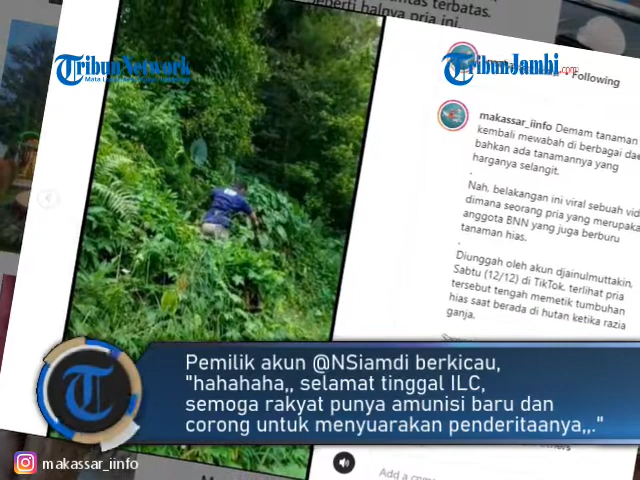 seperti halnya pria ini.
TribunNetwork
TribunJambi.com
Following
makassar_iinfo Demam tanaman
kembali mewabah di berbagai dae
bahkan ada tanamannya yang
harganya selangit.
.
Nah, belakangan ini viral sebuah vid
dimana seorang pria yang merupaka
anggota BNN yang juga berburu
tanaman hias.
.
Diunggah oleh akun djainulmuttakin,
Sabtu (12/12) di TikTok, terlihat pria
tersebut tengah memetik tumbuhan
hias saat berada di hutan ketika razia
ganja.
Pemilik akun @NSiamdi berkicau,
"hahahaha,, selamat tinggal ILC,
semoga rakyat punya amunisi baru dan
corong untuk menyuarakan penderitaanya,,."
makassar_iinfo
Add a